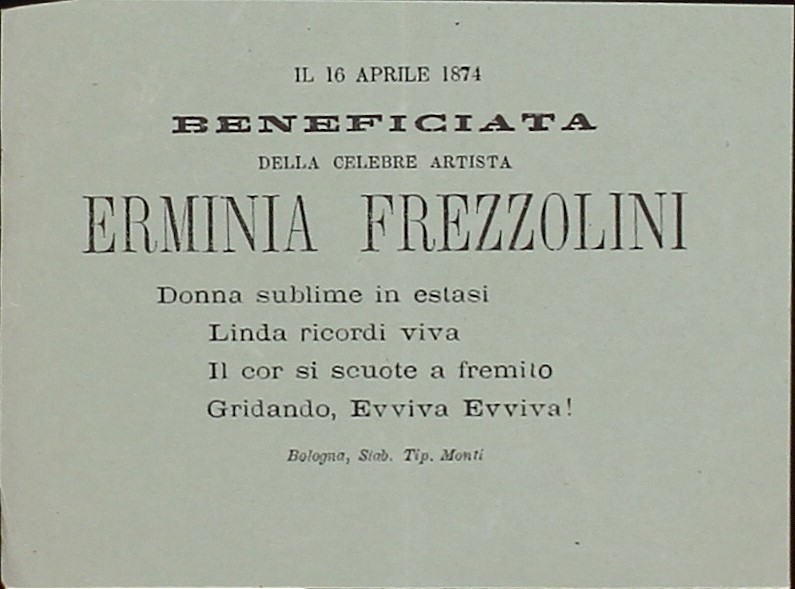 IL 16 APRILE 1874
BENEFICIATA
DELLA CELEBRE ARTISTA
ERMINIA FREZZOLINI
Donna sublime in estasi
Linda ricordi viva
Il cor si scuote a fremito
Gridando, Evviva Evviva!
Bologna, Stab. Tip. Monti